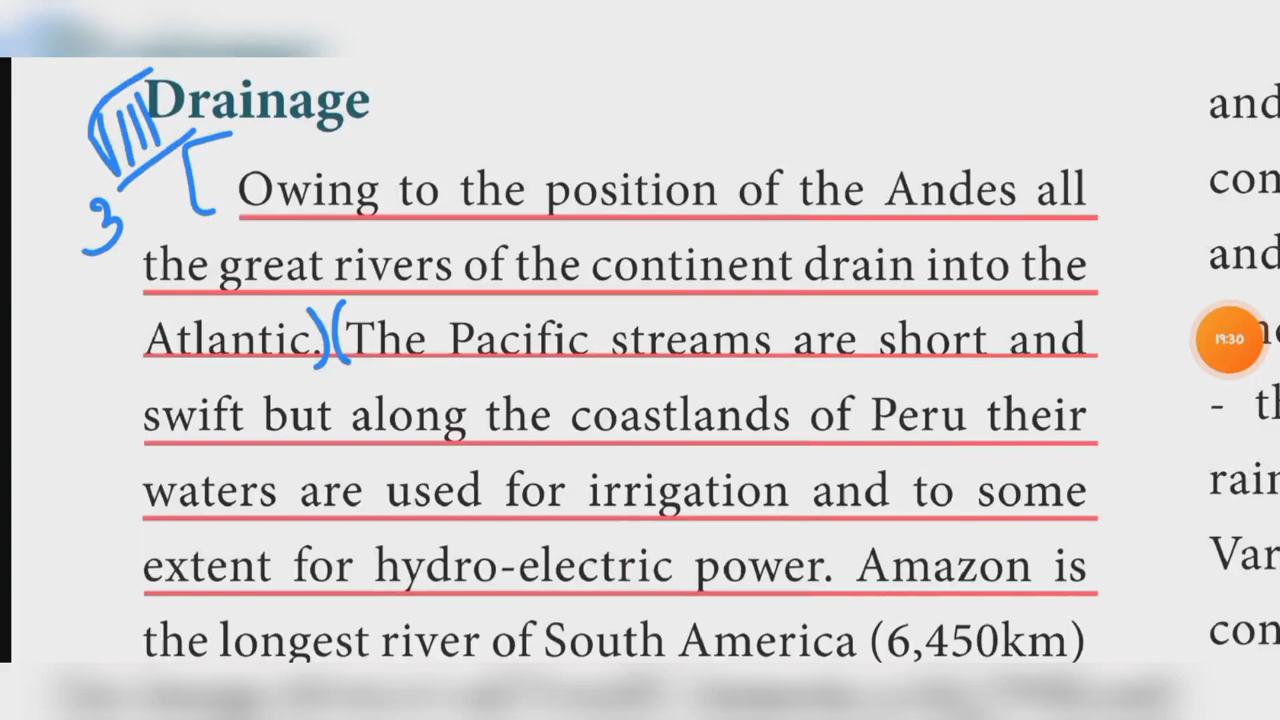 Drainage
3
Owing to the position of the Andes all
the great rivers of the continent drain into the
Atlantic. The Pacific streams are short and
swift but along the coastlands of Peru their
waters are used for irrigation and to some
extent for hydro-electric power. Amazon is
the longest river of South America (6,450km)
and
con
and
19:30
- th
rain
Var
con